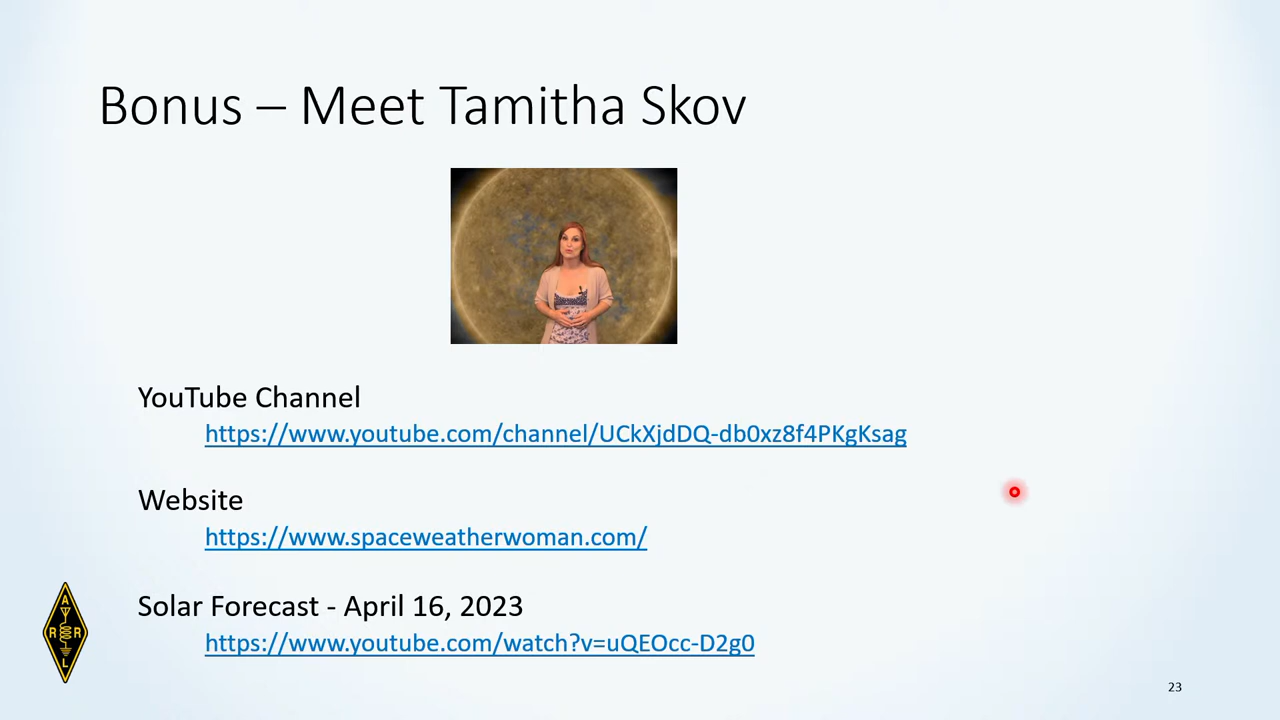 Bonus – Meet Tamitha Skov
YouTube Channel
https://www.youtube.com/channel/UCkXjdDQ-db0xz8f4PKgKsag
Website
https://www.spaceweatherwoman.com/
Solar Forecast - April 16, 2023
https://www.youtube.com/watch?v=uQEOcc-D2g0
A
R R
L
23